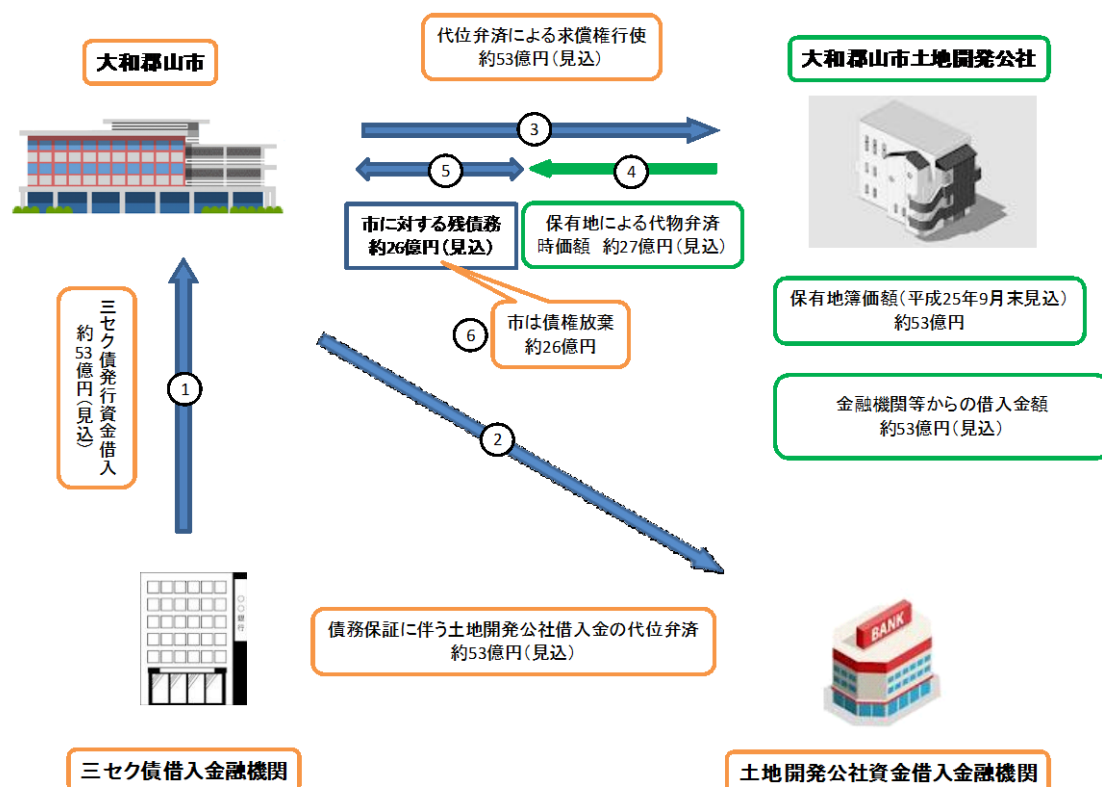 代位弁済による求償権行使
約53億円（見込）
大和郡山市
大和郡山市土地開発公社
3
5
4
市に対する残債務
約26億円（見込）
保有地による代物弁済
時価額 約27億円（見込）
三セク債発行資金借入
約53億円（見込）
1
6
市は債権放棄
約26億円
保有地簿価額（平成25年9月末見込）
約53億円
金融機関等からの借入金額
約53億円（見込）
2
〇〇銀行
債務保証に伴う土地開発公社借入金の代位弁済
約53億円（見込）
BANK
三セク債借入金融機関
土地開発公社資金借入金融機関